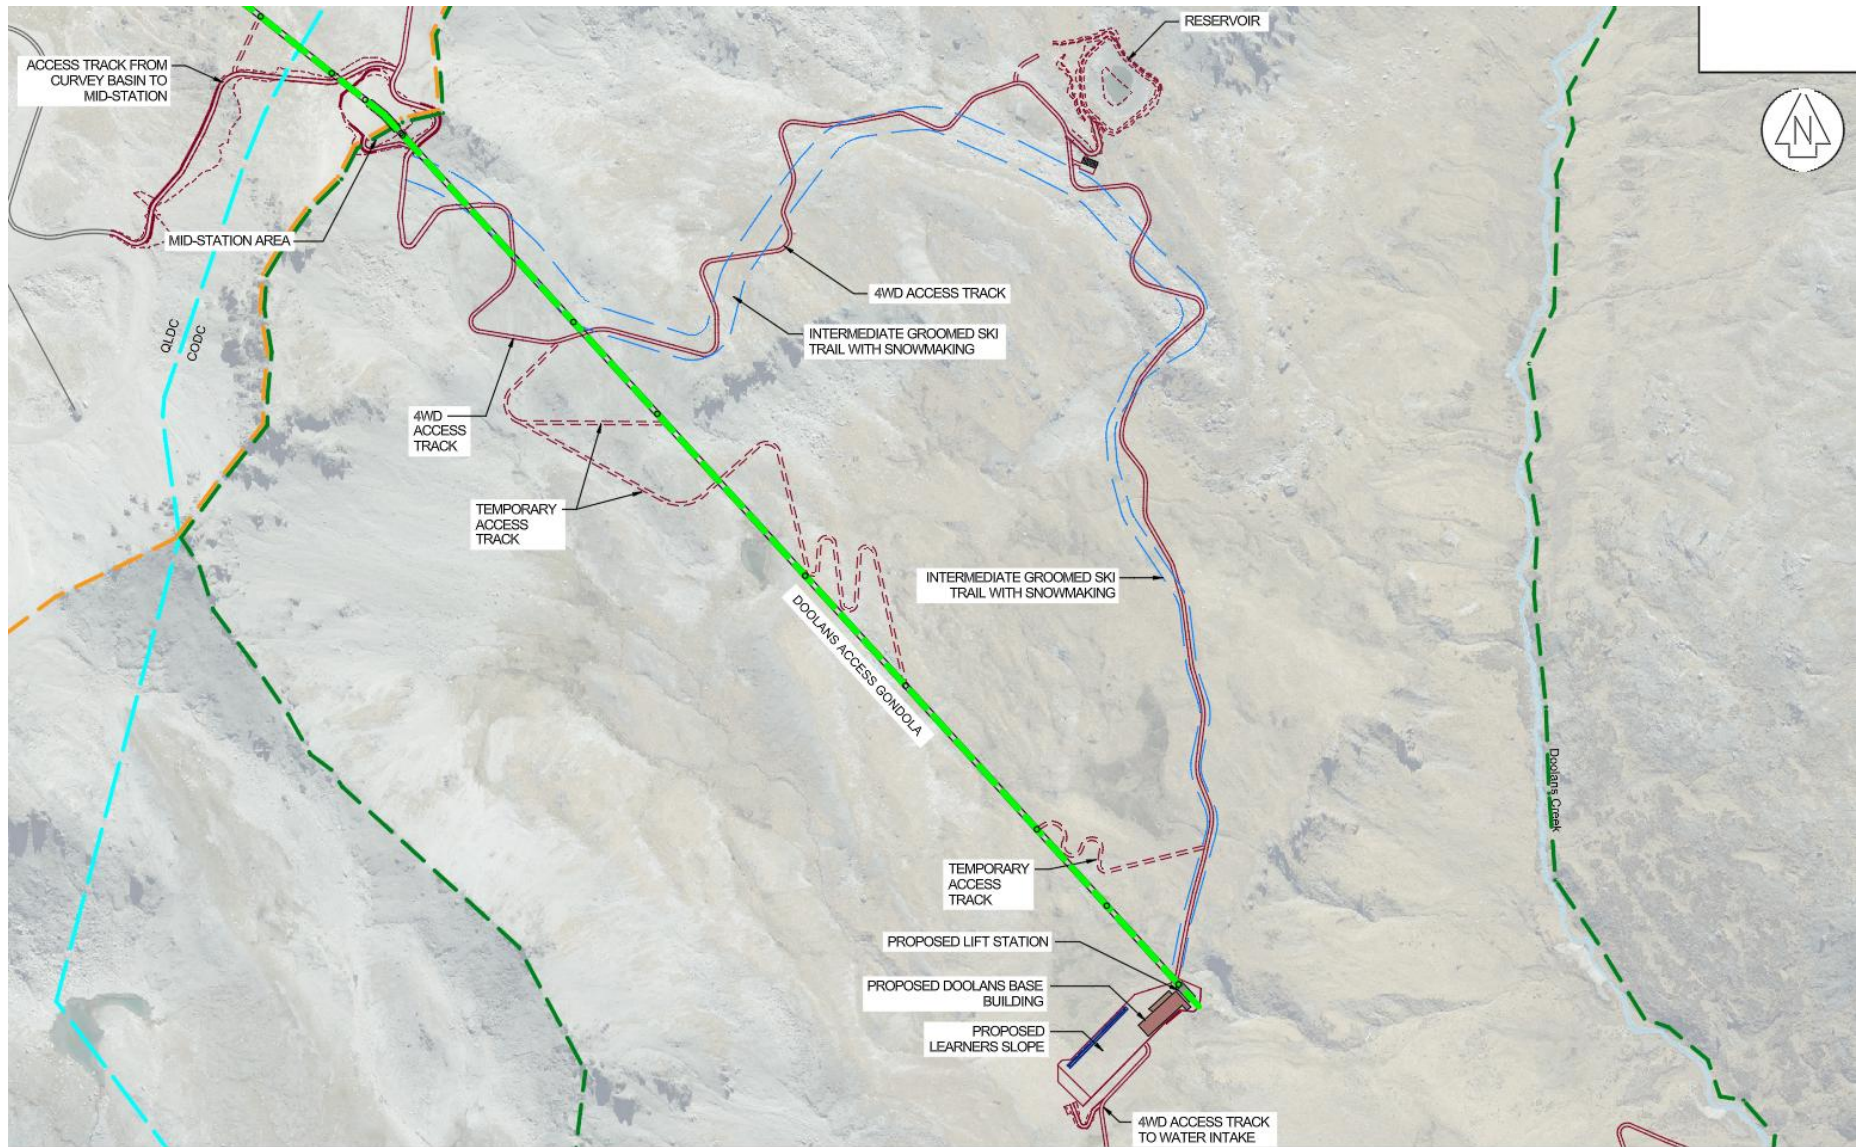 RESERVOIR
ACCESS TRACK FROM
CURVEY BASIN TO
MID-STATION
N
MID-STATION AREA
4WD ACCESS TRACK
QLDC
CODC
INTERMEDIATE GROOMED SKI
TRAIL WITH SNOWMAKING
4WD
ACCESS
TRACK
TEMPORARY
ACCESS
TRACK
INTERMEDIATE GROOMED SKI
TRAIL WITH SNOWMAKING
DOOLANS ACCESS GONDOLA
Doolans Creek
TEMPORARY
ACCESS
TRACK
PROPOSED LIFT STATION
PROPOSED DOOLANS BASE
BUILDING
PROPOSED
LEARNERS SLOPE
4WD ACCESS TRACK
TO WATER INTAKE